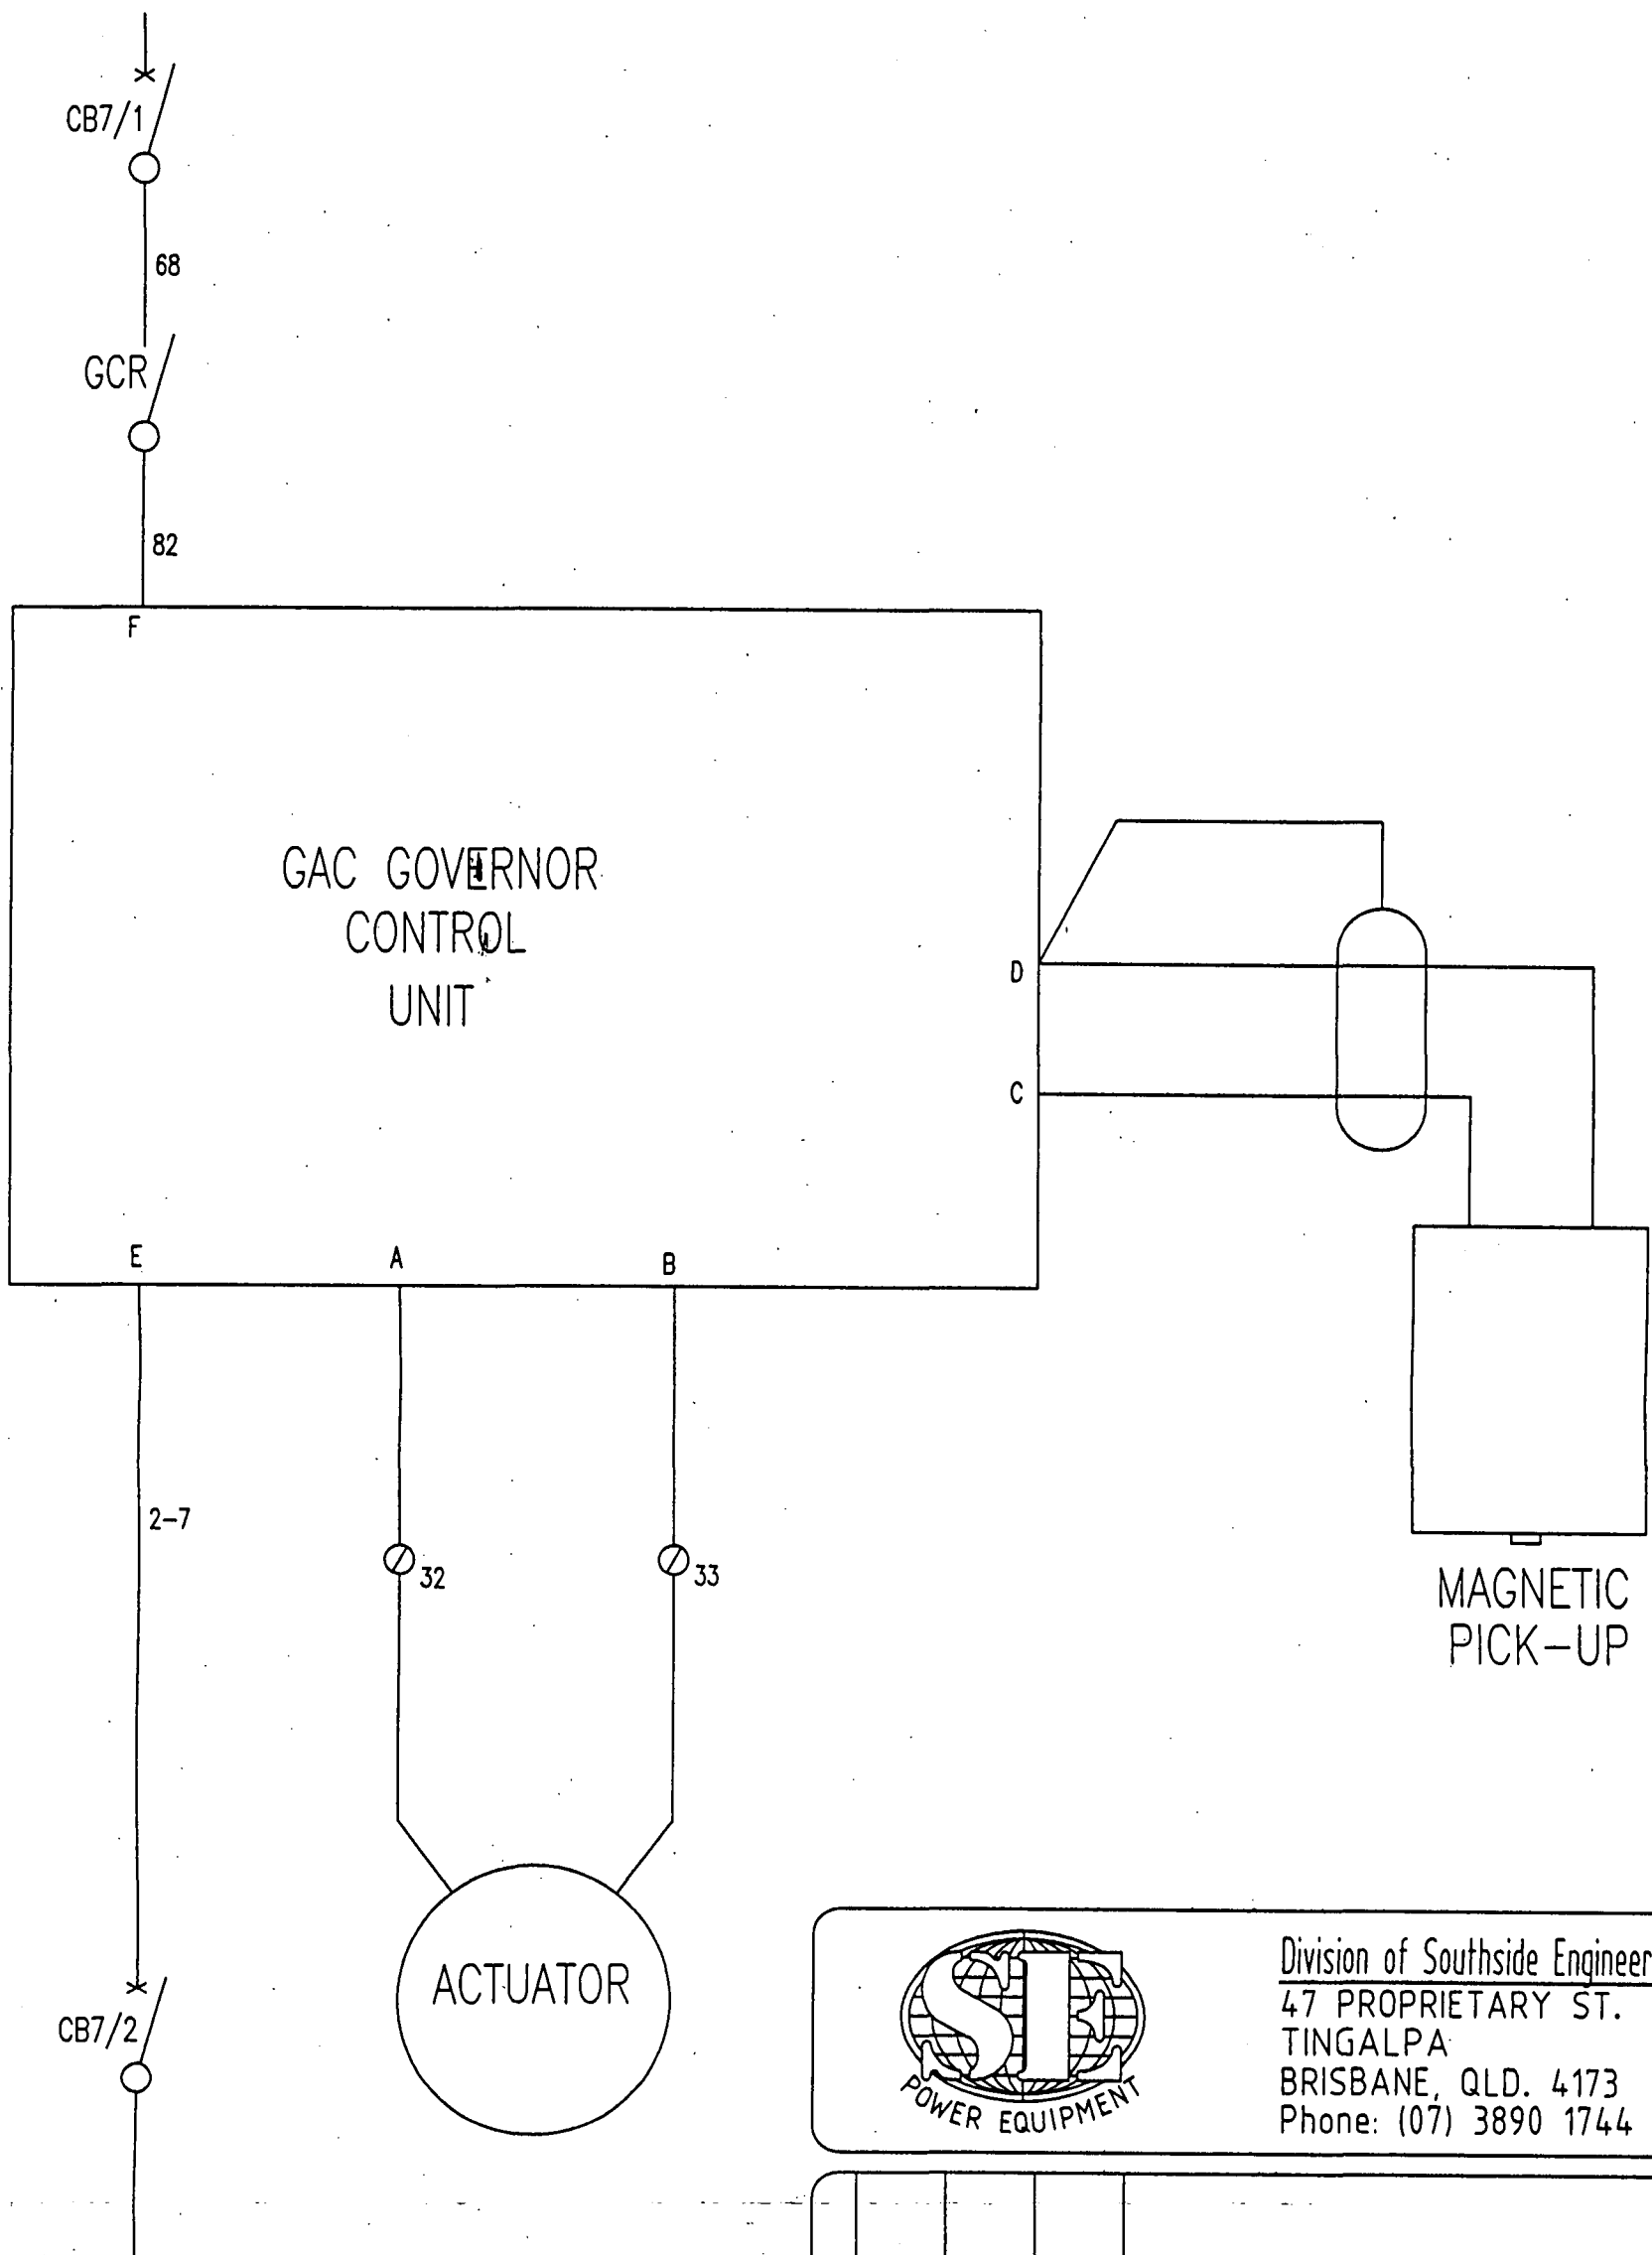 CB7/1
68
GCR
82
F
GAC GOVERNOR
CONTROL
UNIT
D
C
E
A
B
2-7
32
33
MAGNETIC
PICK-UP
ACTUATOR
CB7/2
SE
POWER EQUIPMENT
Division of Southside Engineer
47 PROPRIETARY ST.
TINGALPA
BRISBANE, QLD. 4173
Phone: (07) 3890 1744